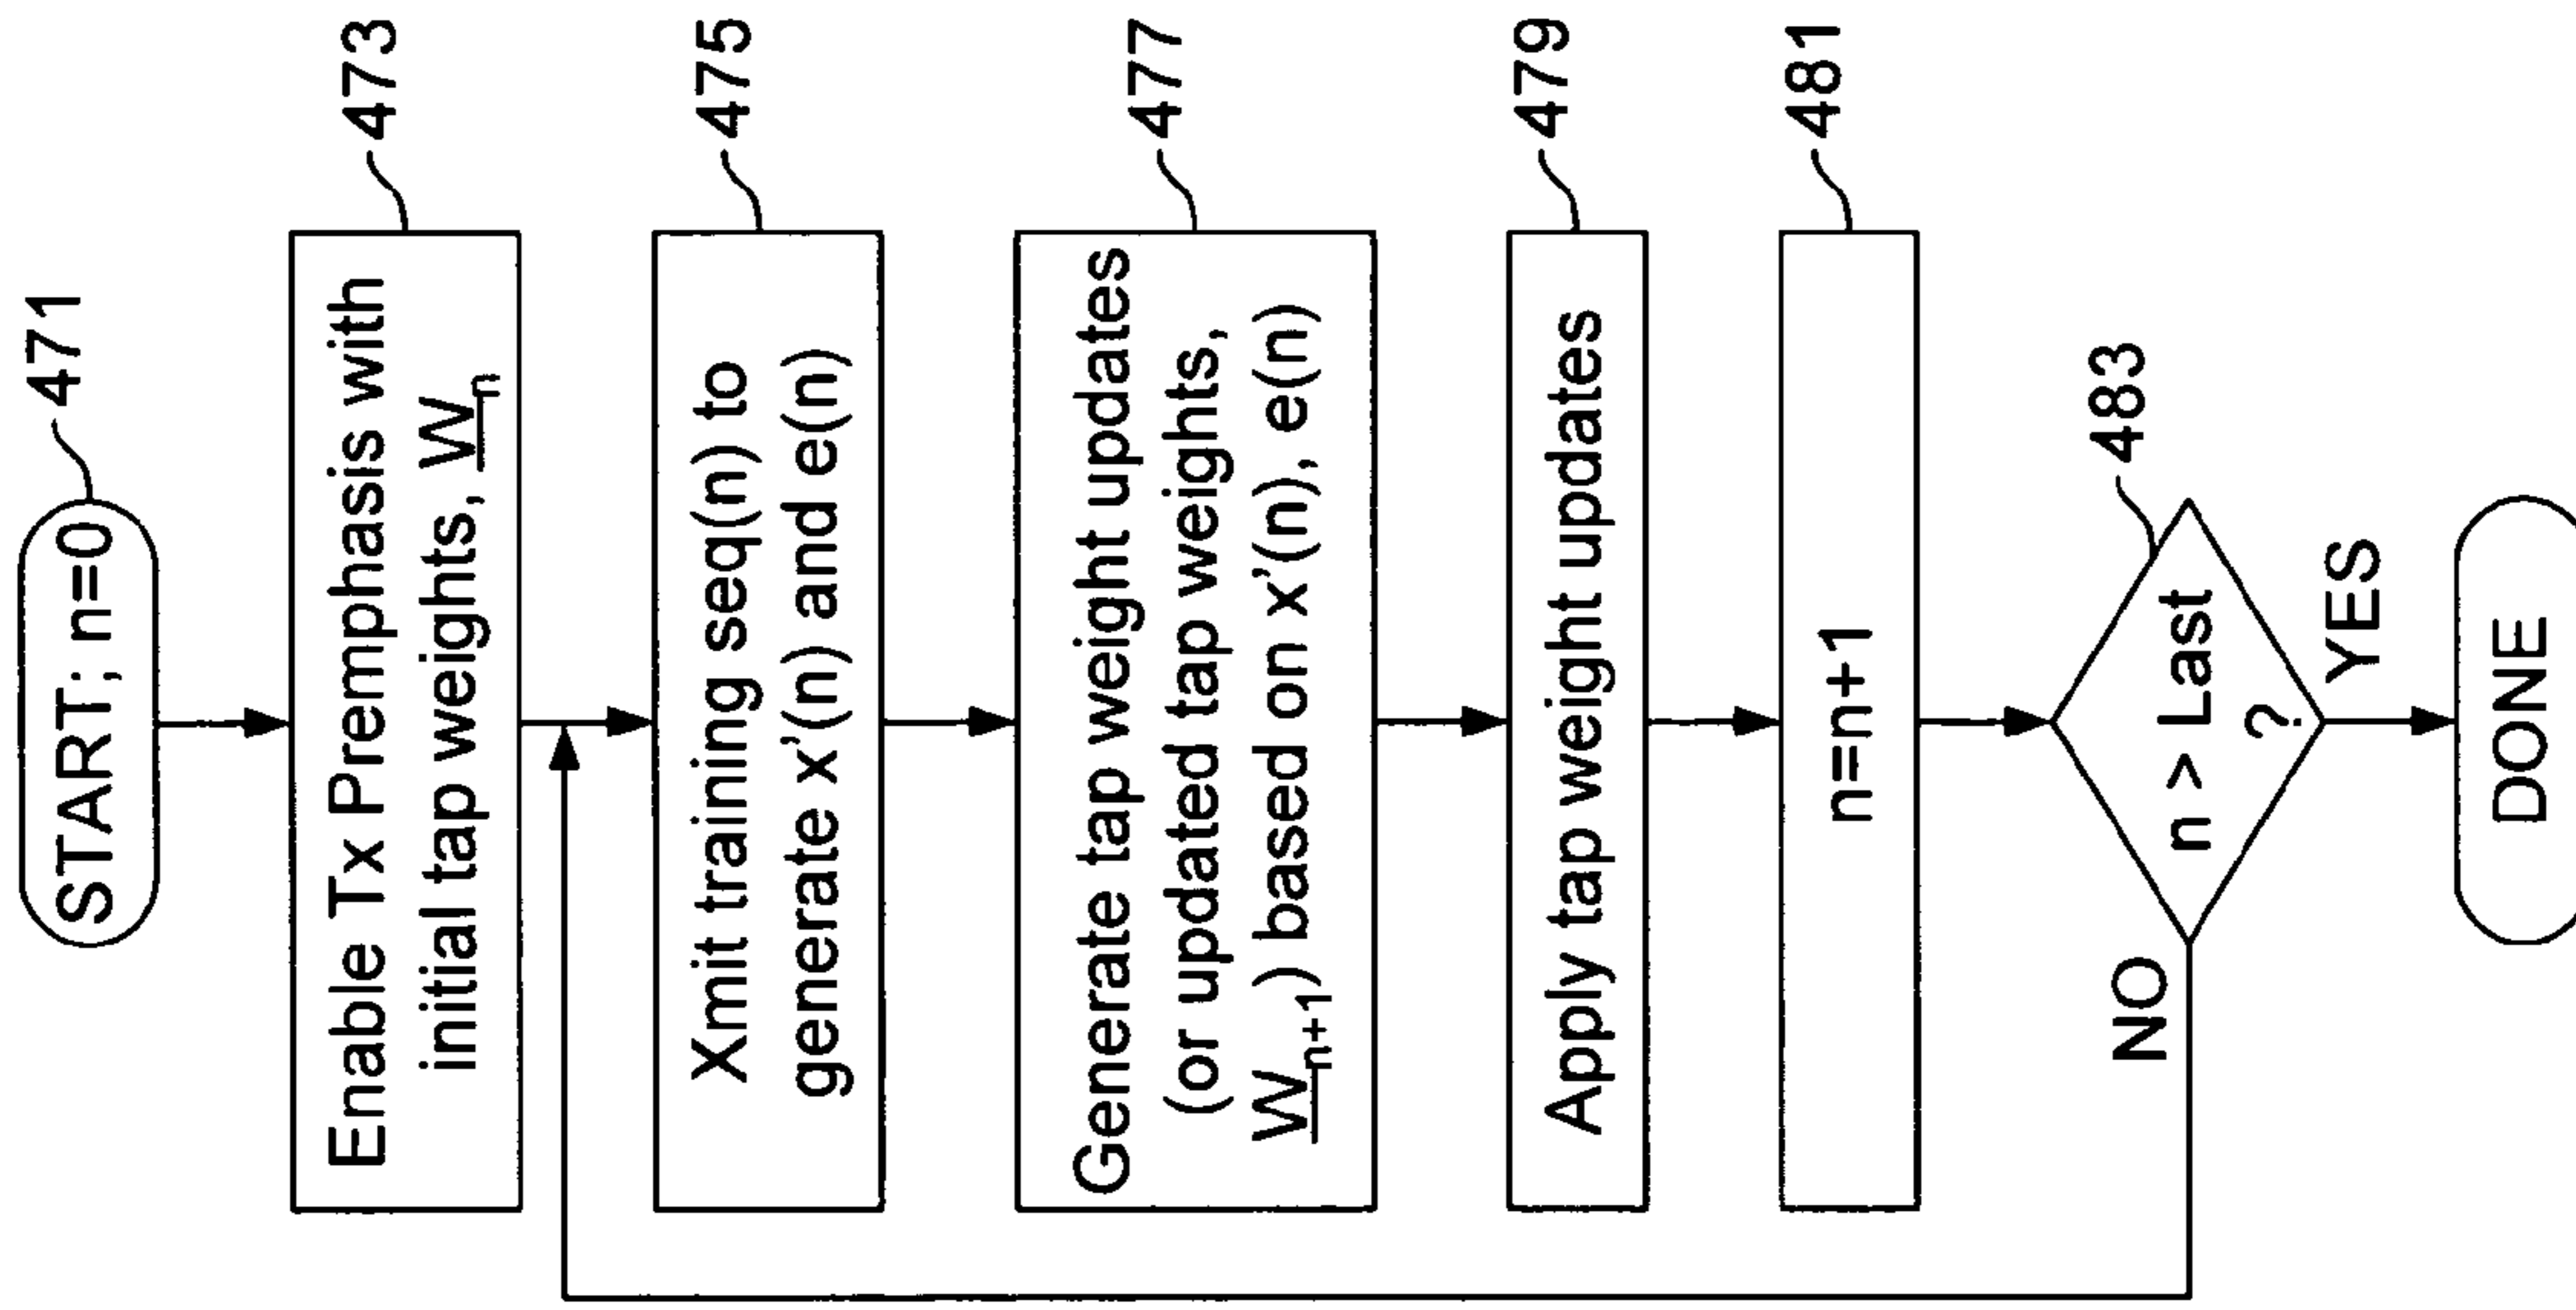 START; n=0
471
Enable Tx Premphasis with
initial tap weights, W_n
473
Xmit training seq(n) to
generate x'(n) and e(n)
475
Generate tap weight updates
(or updated tap weights,
W_n+1) based on x'(n), e(n)
477
Apply tap weight updates
479
n=n+1
481
n > Last
?
483
NO
YES
DONE